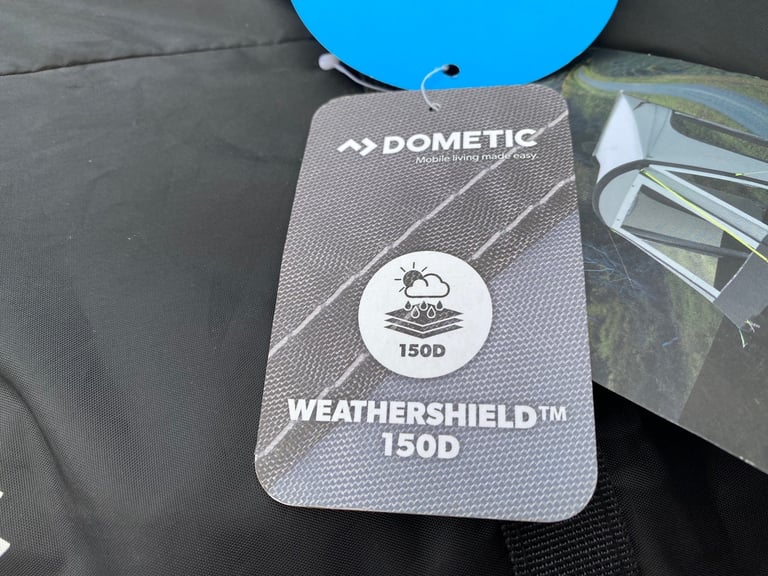 DOMETIC
Mobile living made easy.
150D
WEATHERSHIELD™
150D